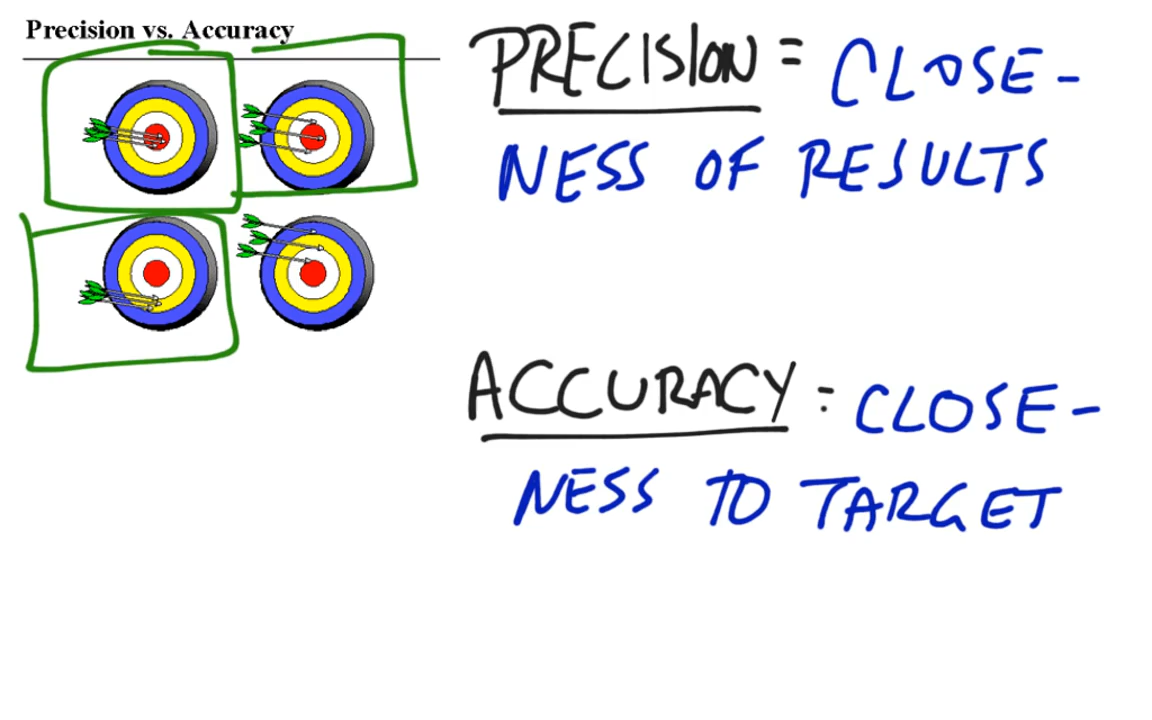 Precision vs. Accuracy
PRECISION = CLOSE-
NESS OF RESULTS
ACCURACY = CLOSE-
NESS TO TARGET